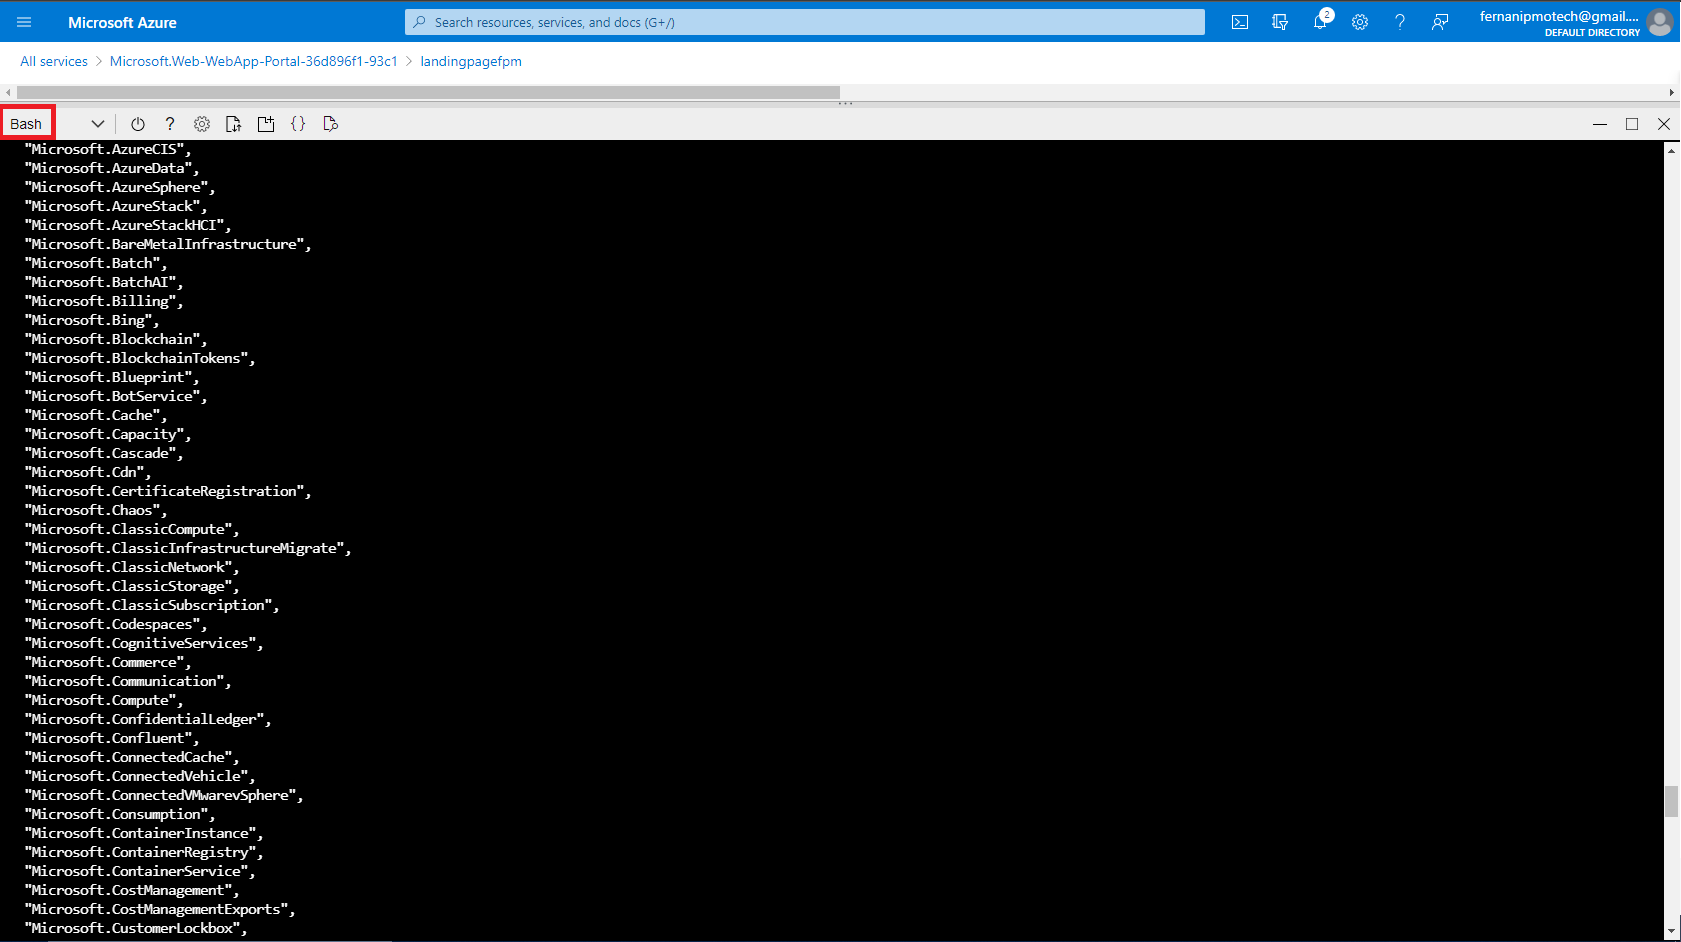 Microsoft Azure
Search resources, services, and docs (G+/)
2
fernanipmotech@gmail....
DEFAULT DIRECTORY
All services > Microsoft.Web-WebApp-Portal-36d896f1-93c1 > landingpagefpm
Bash
"Microsoft.AzureCIS",
"Microsoft.AzureData",
"Microsoft.AzureSphere",
"Microsoft.AzureStack",
"Microsoft.AzureStackHCI",
"Microsoft.BareMetalInfrastructure",
"Microsoft.Batch",
"Microsoft.BatchAI",
"Microsoft.Billing",
"Microsoft.Bing",
"Microsoft.Blockchain",
"Microsoft.BlockchainTokens",
"Microsoft.Blueprint",
"Microsoft.BotService",
"Microsoft.Cache",
"Microsoft.Capacity",
"Microsoft.Cascade",
"Microsoft.Cdn",
"Microsoft.CertificateRegistration",
"Microsoft.Chaos",
"Microsoft.ClassicCompute",
"Microsoft.ClassicInfrastructureMigrate",
"Microsoft.ClassicNetwork",
"Microsoft.ClassicStorage",
"Microsoft.ClassicSubscription",
"Microsoft.Codespaces",
"Microsoft.CognitiveServices",
"Microsoft.Commerce",
"Microsoft.Communication",
"Microsoft.Compute",
"Microsoft.ConfidentialLedger",
"Microsoft.Confluent",
"Microsoft.ConnectedCache",
"Microsoft.ConnectedVehicle",
"Microsoft.ConnectedVMwarevSphere",
"Microsoft.Consumption",
"Microsoft.ContainerInstance",
"Microsoft.ContainerRegistry",
"Microsoft.ContainerService",
"Microsoft.CostManagement",
"Microsoft.CostManagementExports",
"Microsoft.CustomerLockbox",